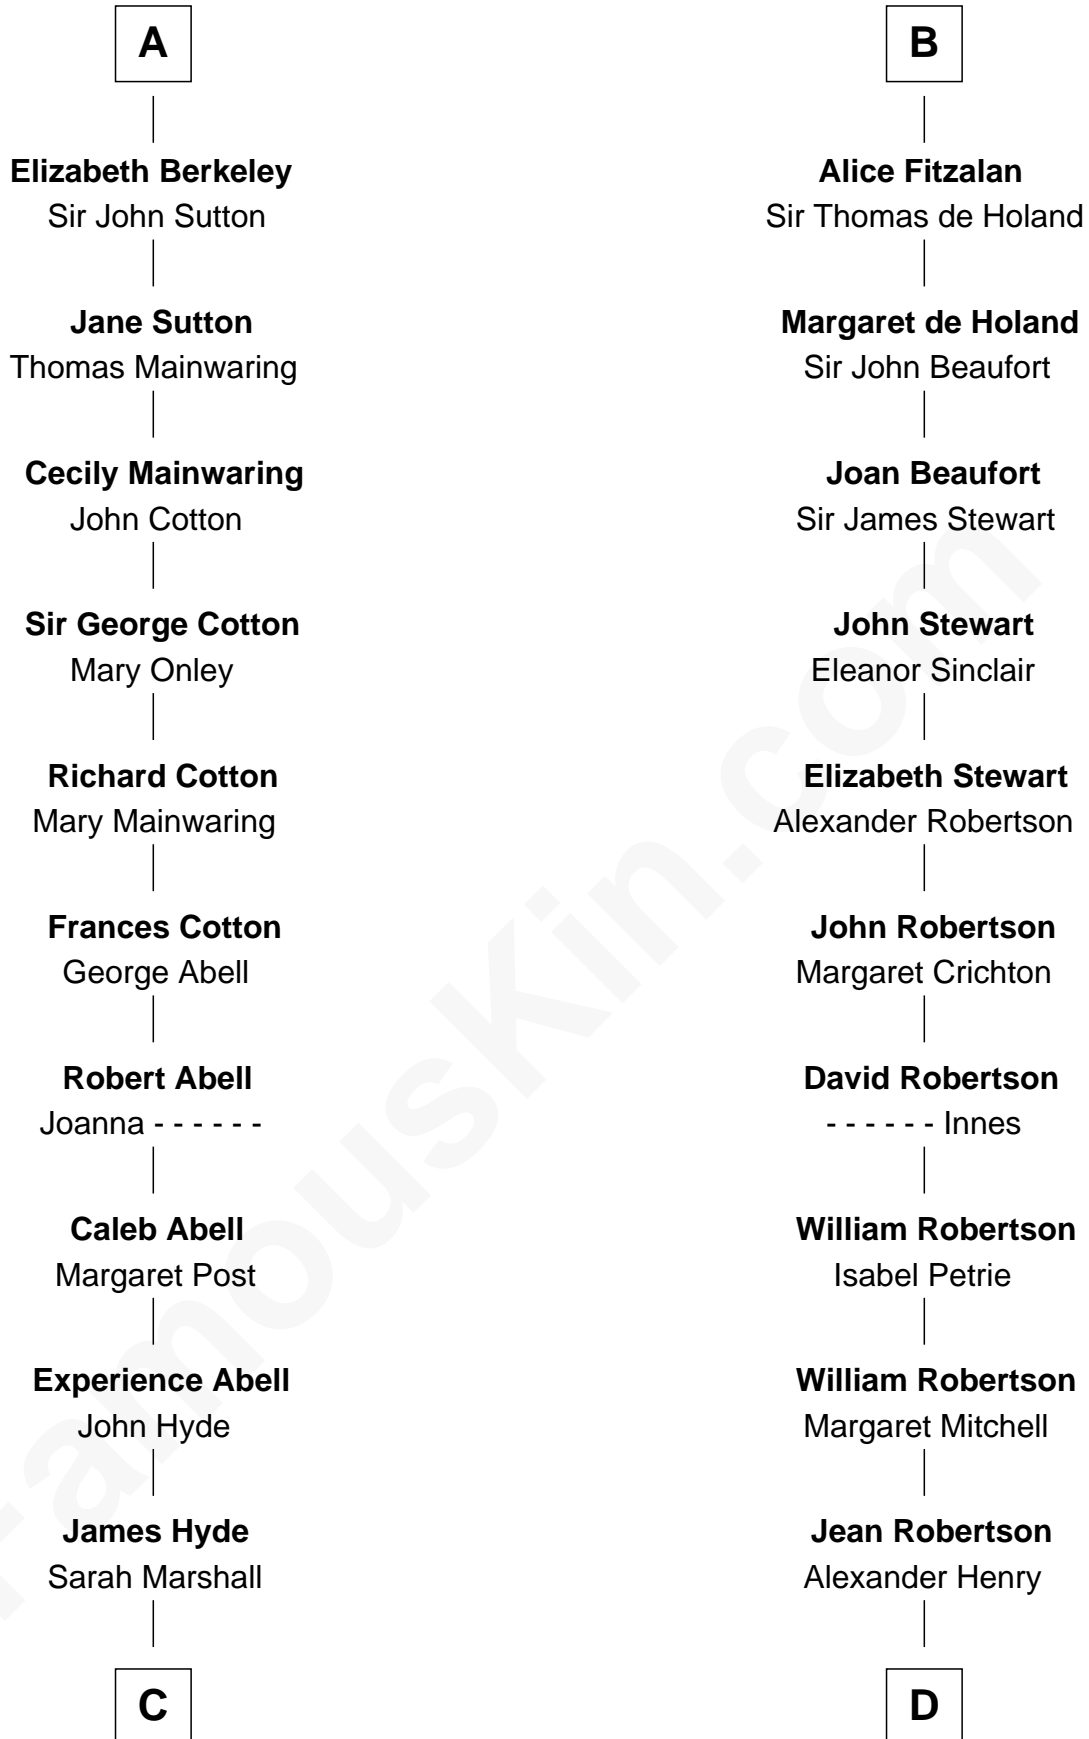 A
Elizabeth Berkeley
Sir John Sutton
Jane Sutton
Thomas Mainwaring
Cecily Mainwaring
John Cotton
Sir George Cotton
Mary Onley
Richard Cotton
Mary Mainwaring
Frances Cotton
George Abell
Robert Abell
Joanna - - - - - -
Caleb Abell
Margaret Post
Experience Abell
John Hyde
James Hyde
Sarah Marshall
C
B
Alice Fitzalan
Sir Thomas de Holand
Margaret de Holand
Sir John Beaufort
Joan Beaufort
Sir James Stewart
John Stewart
Eleanor Sinclair
Elizabeth Stewart
Alexander Robertson
John Robertson
Margaret Crichton
David Robertson
- - - - - - Innes
William Robertson
Isabel Petrie
William Robertson
Margaret Mitchell
Jean Robertson
Alexander Henry
D
FamousKin.com